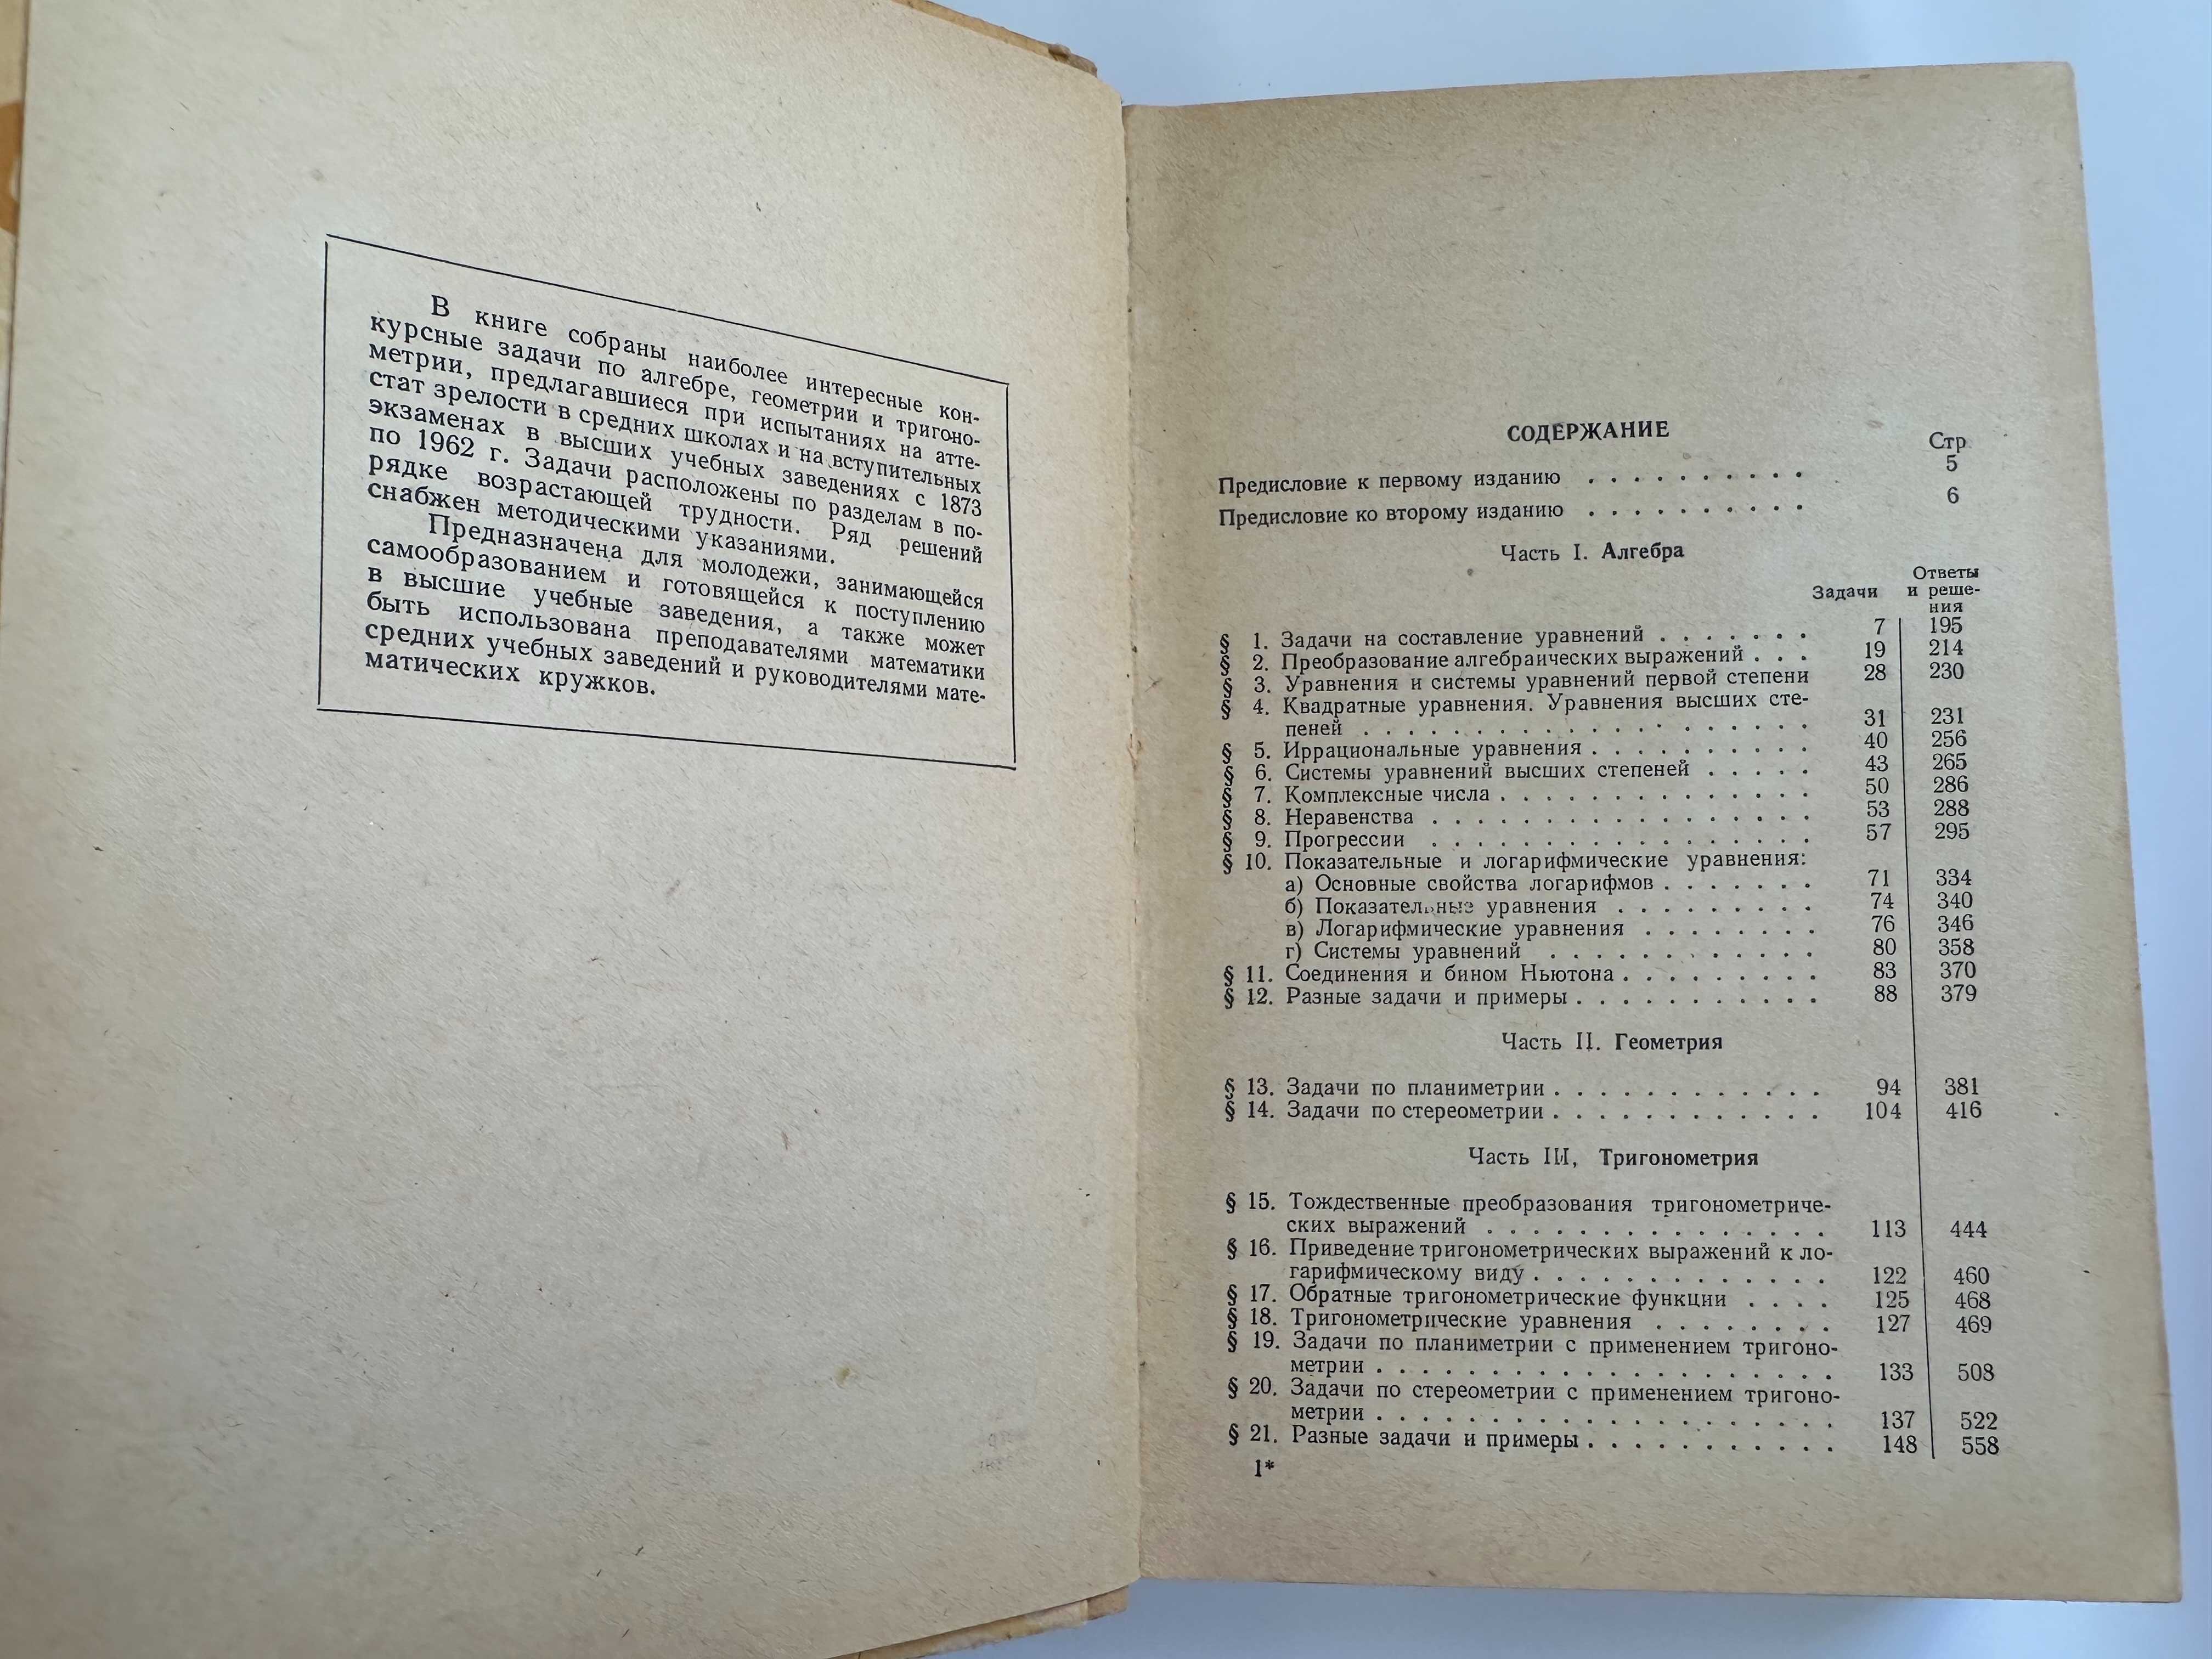 В книге собраны наиболее интересные кон-
курсные задачи по алгебре, геометрии и тригоно-
метрии, предлагавшиеся при испытаниях на атте-
стат зрелости в средних школах и на вступительных
экзаменах в высших учебных заведениях с 1873
по 1962 г. Задачи расположены по разделам в по-
рядке возрастающей трудности. Ряд решений
снабжен методическими указаниями.
Предназначена для молодежи, занимающейся
самообразованием и готовящейся к поступлению
в высшие учебные заведения, а также может
быть использована преподавателями математики
средних учебных заведений и руководителями мате-
матических кружков.
СОДЕРЖАНИЕ
Стр
Предисловие к первому изданию . . . . . . . . . . 5
Предисловие ко второму изданию . . . . . . . . . . 6
Часть I. Алгебра
Задачи Ответы
и реше-
ния
§ 1. Задачи на составление уравнений . . . . . . . 7 195
§ 2. Преобразование алгебраических выражений . . . 19 214
§ 3. Уравнения и системы уравнений первой степени 28 230
§ 4. Квадратные уравнения. Уравнения высших сте-
пеней . . . . . . . . . . . . . . . . 31 231
§ 5. Иррациональные уравнения . . . . . . . . . . 40 256
§ 6. Системы уравнений высших степеней . . . . . 43 265
§ 7. Комплексные числа . . . . . . . . . . . . . . 50 286
§ 8. Неравенства . . . . . . . . . . . . . . . . . 53 288
§ 9. Прогрессии . . . . . . . . . . . . . . . . . 57 295
§ 10. Показательные и логарифмические уравнения:
а) Основные свойства логарифмов . . . . . . . 71 334
б) Показательные уравнения . . . . . . . . . 74 340
в) Логарифмические уравнения . . . . . . . . 76 346
г) Системы уравнений . . . . . . . . . . . . 80 358
§ 11. Соединения и бином Ньютона . . . . . . . . . 83 370
§ 12. Разные задачи и примеры . . . . . . . . . . . 88 379
Часть II. Геометрия
§ 13. Задачи по планиметрии . . . . . . . . . . . . 94 381
§ 14. Задачи по стереометрии . . . . . . . . . . . . 104 416
Часть III, Тригонометрия
§ 15. Тождественные преобразования тригонометриче-
ских выражений . . . . . . . . . . . . . . . 113 444
§ 16. Приведение тригонометрических выражений к ло-
гарифмическому виду . . . . . . . . . . . . . 122 460
§ 17. Обратные тригонометрические функции . . . . 125 468
§ 18. Тригонометрические уравнения . . . . . . . . 127 469
§ 19. Задачи по планиметрии с применением тригоно-
метрии . . . . . . . . . . . . . . . . . . . . 133 508
§ 20. Задачи по стереометрии с применением тригоно-
метрии . . . . . . . . . . . . . . . . . . . . 137 522
§ 21. Разные задачи и примеры . . . . . . . . . . . 148 558
1*